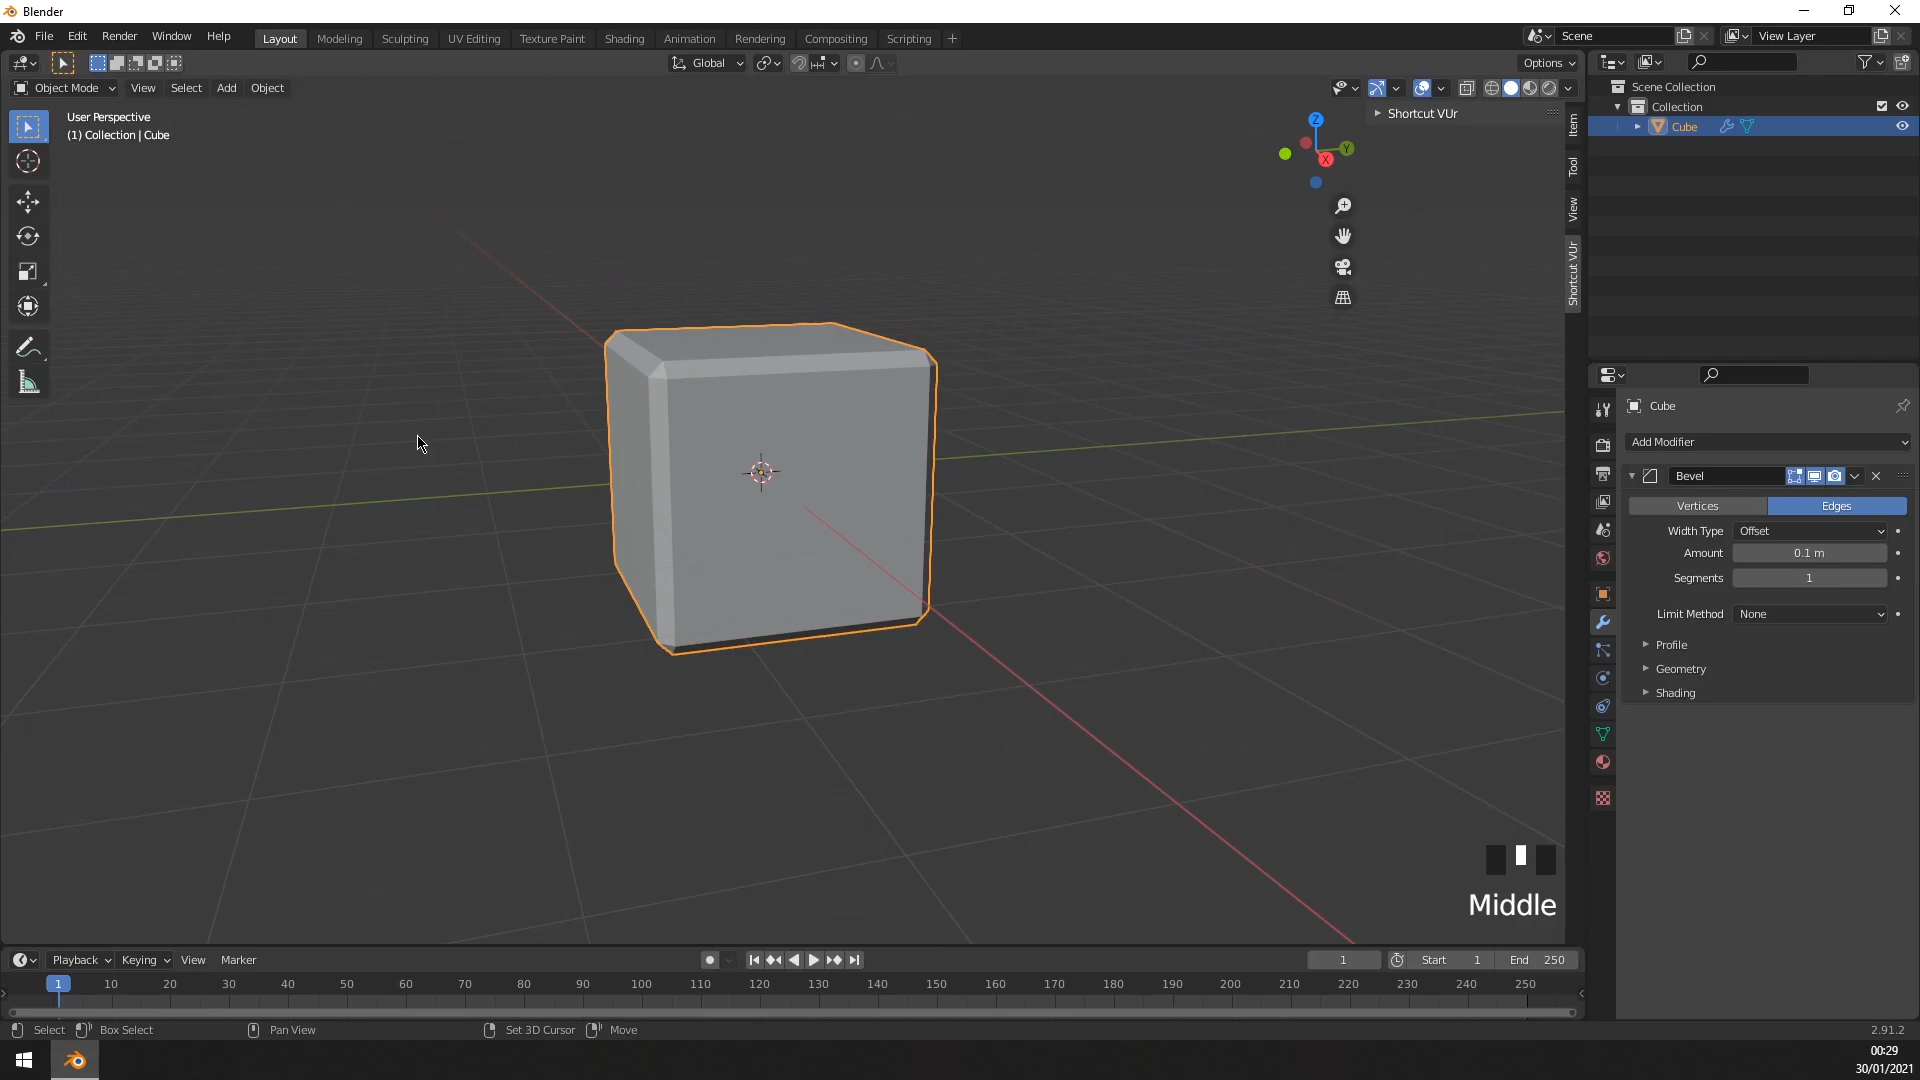 Blender
File Edit Render Window Help
Layout Modeling Sculpting UV Editing Texture Paint Shading Animation Rendering Compositing Scripting +
Scene
View Layer
Global
Options
Object Mode View Select Add Object
User Perspective
(1) Collection | Cube
Shortcut VUr
Z
Y
X
Item
Tool
View
Shortcut VUr
Scene Collection
Collection
Cube
Cube
Add Modifier
Bevel
Vertices Edges
Width Type Offset
Amount 0.1 m
Segments 1
Limit Method None
Profile
Geometry
Shading
Middle
Playback Keying View Marker
1
Start 1 End 250
1 10 20 30 40 50 60 70 80 90 100 110 120 130 140 150 160 170 180 190 200 210 220 230 240 250
Select Box Select Pan View Set 3D Cursor Move
2.91.2
00:29
30/01/2021